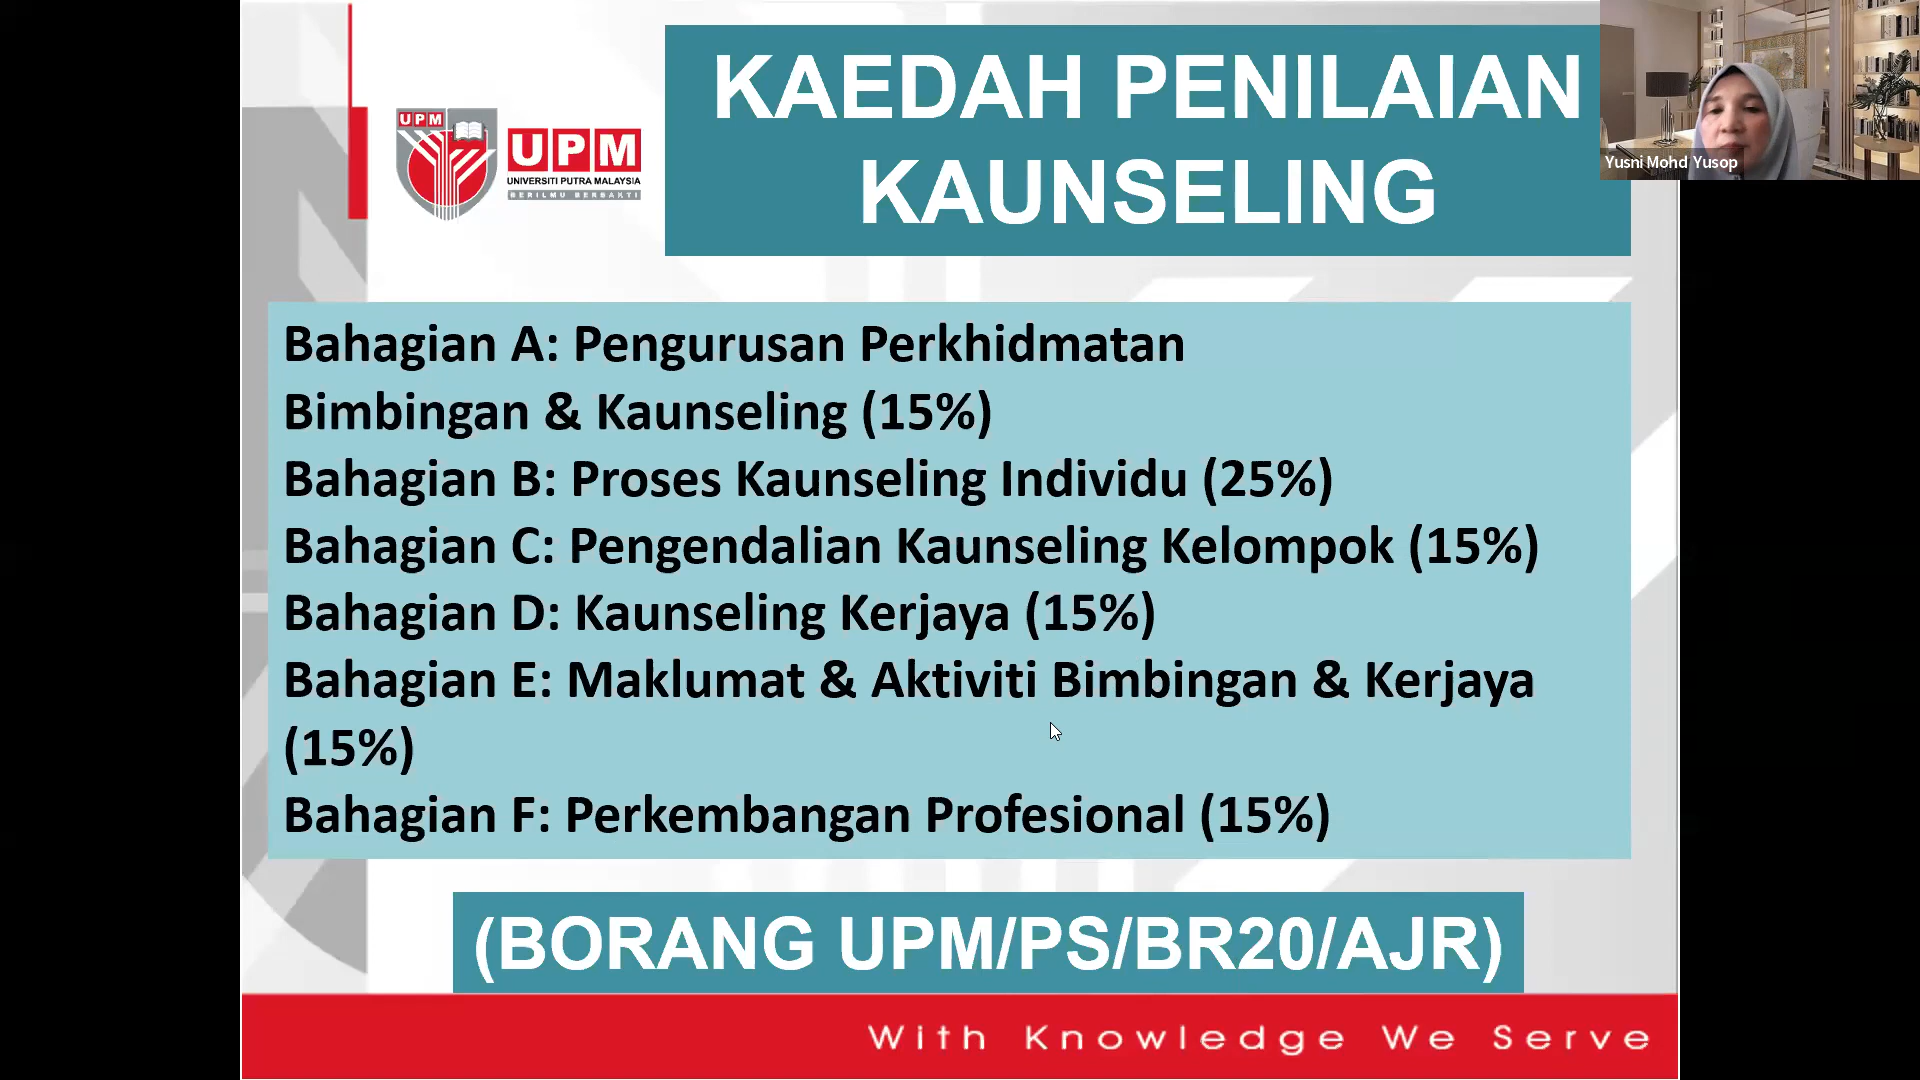 UPM
UPM
UNIVERSITI PUTRA MALAYSIA
BERILMU BERBAKTI
KAEDAH PENILAIAN
KAUNSELING
Yusni Mohd Yusop
Bahagian A: Pengurusan Perkhidmatan
Bimbingan & Kaunseling (15%)
Bahagian B: Proses Kaunseling Individu (25%)
Bahagian C: Pengendalian Kaunseling Kelompok (15%)
Bahagian D: Kaunseling Kerjaya (15%)
Bahagian E: Maklumat & Aktiviti Bimbingan & Kerjaya
(15%)
Bahagian F: Perkembangan Profesional (15%)
(BORANG UPM/PS/BR20/AJR)
With Knowledge We Serve